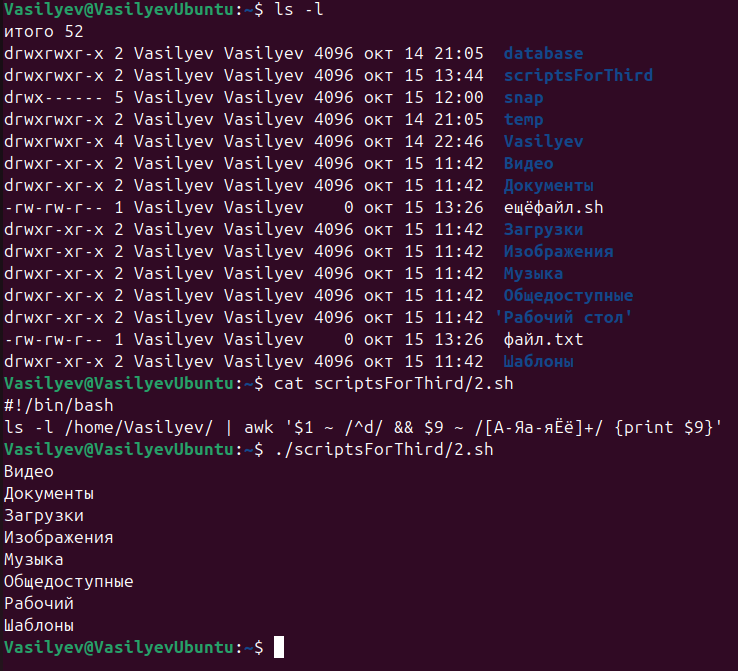 Vasilyev@VasilyevUbuntu:~$ ls -l
итого 52
drwxrwxr-x 2 Vasilyev Vasilyev 4096 окт 14 21:05  database
drwxrwxr-x 2 Vasilyev Vasilyev 4096 окт 15 13:44  scriptsForThird
drwx------ 5 Vasilyev Vasilyev 4096 окт 15 12:00  snap
drwxrwxr-x 2 Vasilyev Vasilyev 4096 окт 14 21:05  temp
drwxrwxr-x 4 Vasilyev Vasilyev 4096 окт 14 22:46  Vasilyev
drwxr-xr-x 2 Vasilyev Vasilyev 4096 окт 15 11:42  Видео
drwxr-xr-x 2 Vasilyev Vasilyev 4096 окт 15 11:42  Документы
-rw-rw-r-- 1 Vasilyev Vasilyev    0 окт 15 13:26  ещёфайл.sh
drwxr-xr-x 2 Vasilyev Vasilyev 4096 окт 15 11:42  Загрузки
drwxr-xr-x 2 Vasilyev Vasilyev 4096 окт 15 11:42  Изображения
drwxr-xr-x 2 Vasilyev Vasilyev 4096 окт 15 11:42  Музыка
drwxr-xr-x 2 Vasilyev Vasilyev 4096 окт 15 11:42  Общедоступные
drwxr-xr-x 2 Vasilyev Vasilyev 4096 окт 15 11:42 'Рабочий стол'
-rw-rw-r-- 1 Vasilyev Vasilyev    0 окт 15 13:26  файл.txt
drwxr-xr-x 2 Vasilyev Vasilyev 4096 окт 15 11:42  Шаблоны
Vasilyev@VasilyevUbuntu:~$ cat scriptsForThird/2.sh
#!/bin/bash
ls -l /home/Vasilyev/ | awk '$1 ~ /^d/ && $9 ~ /[А-Яа-яЁё]+/ {print $9}'
Vasilyev@VasilyevUbuntu:~$ ./scriptsForThird/2.sh
Видео
Документы
Загрузки
Изображения
Музыка
Общедоступные
Рабочий
Шаблоны
Vasilyev@VasilyevUbuntu:~$